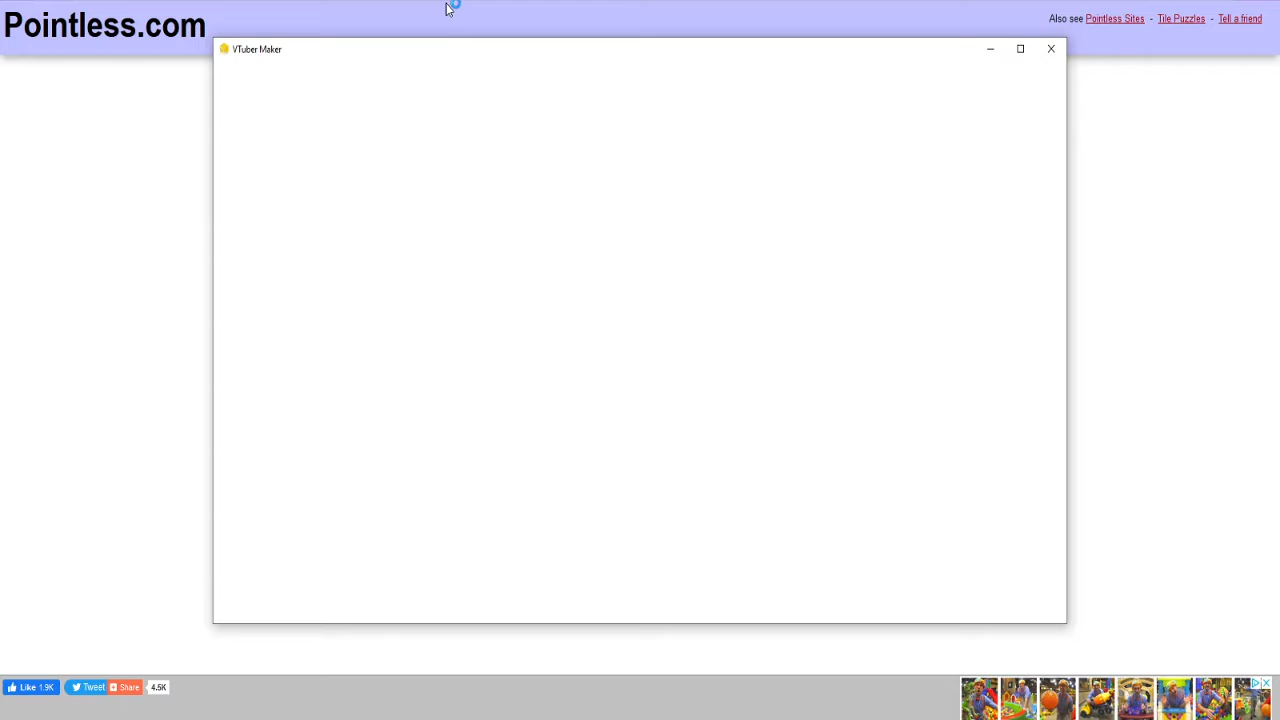 Pointless.com
Also see Pointless Sites - Tile Puzzles - Tell a friend
VTuber Maker
Like 1.9K Tweet Share 4.5K